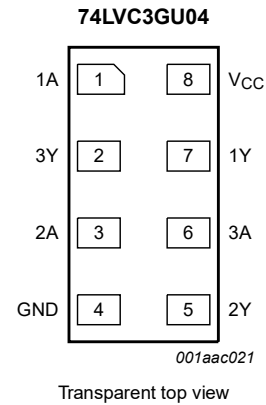 74LVC3GU04
1A 1 8 VCC
3Y 2 7 1Y
2A 3 6 3A
GND 4 5 2Y
001aac021
Transparent top view